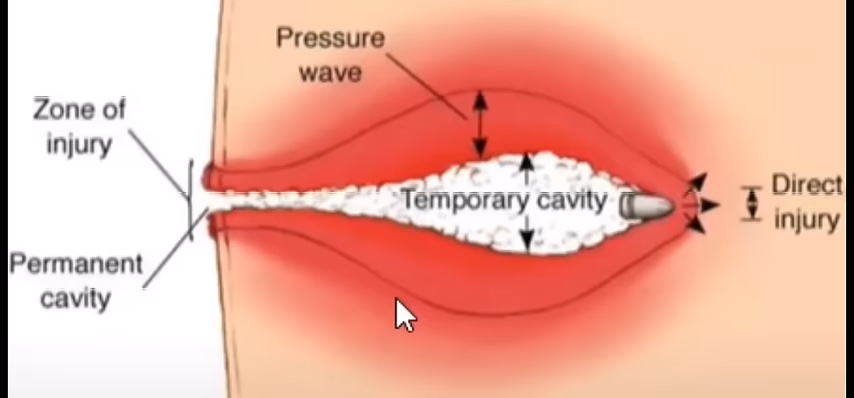 Pressure
wave
Zone of
injury
Temporary cavity
Direct
injury
Permanent
cavity